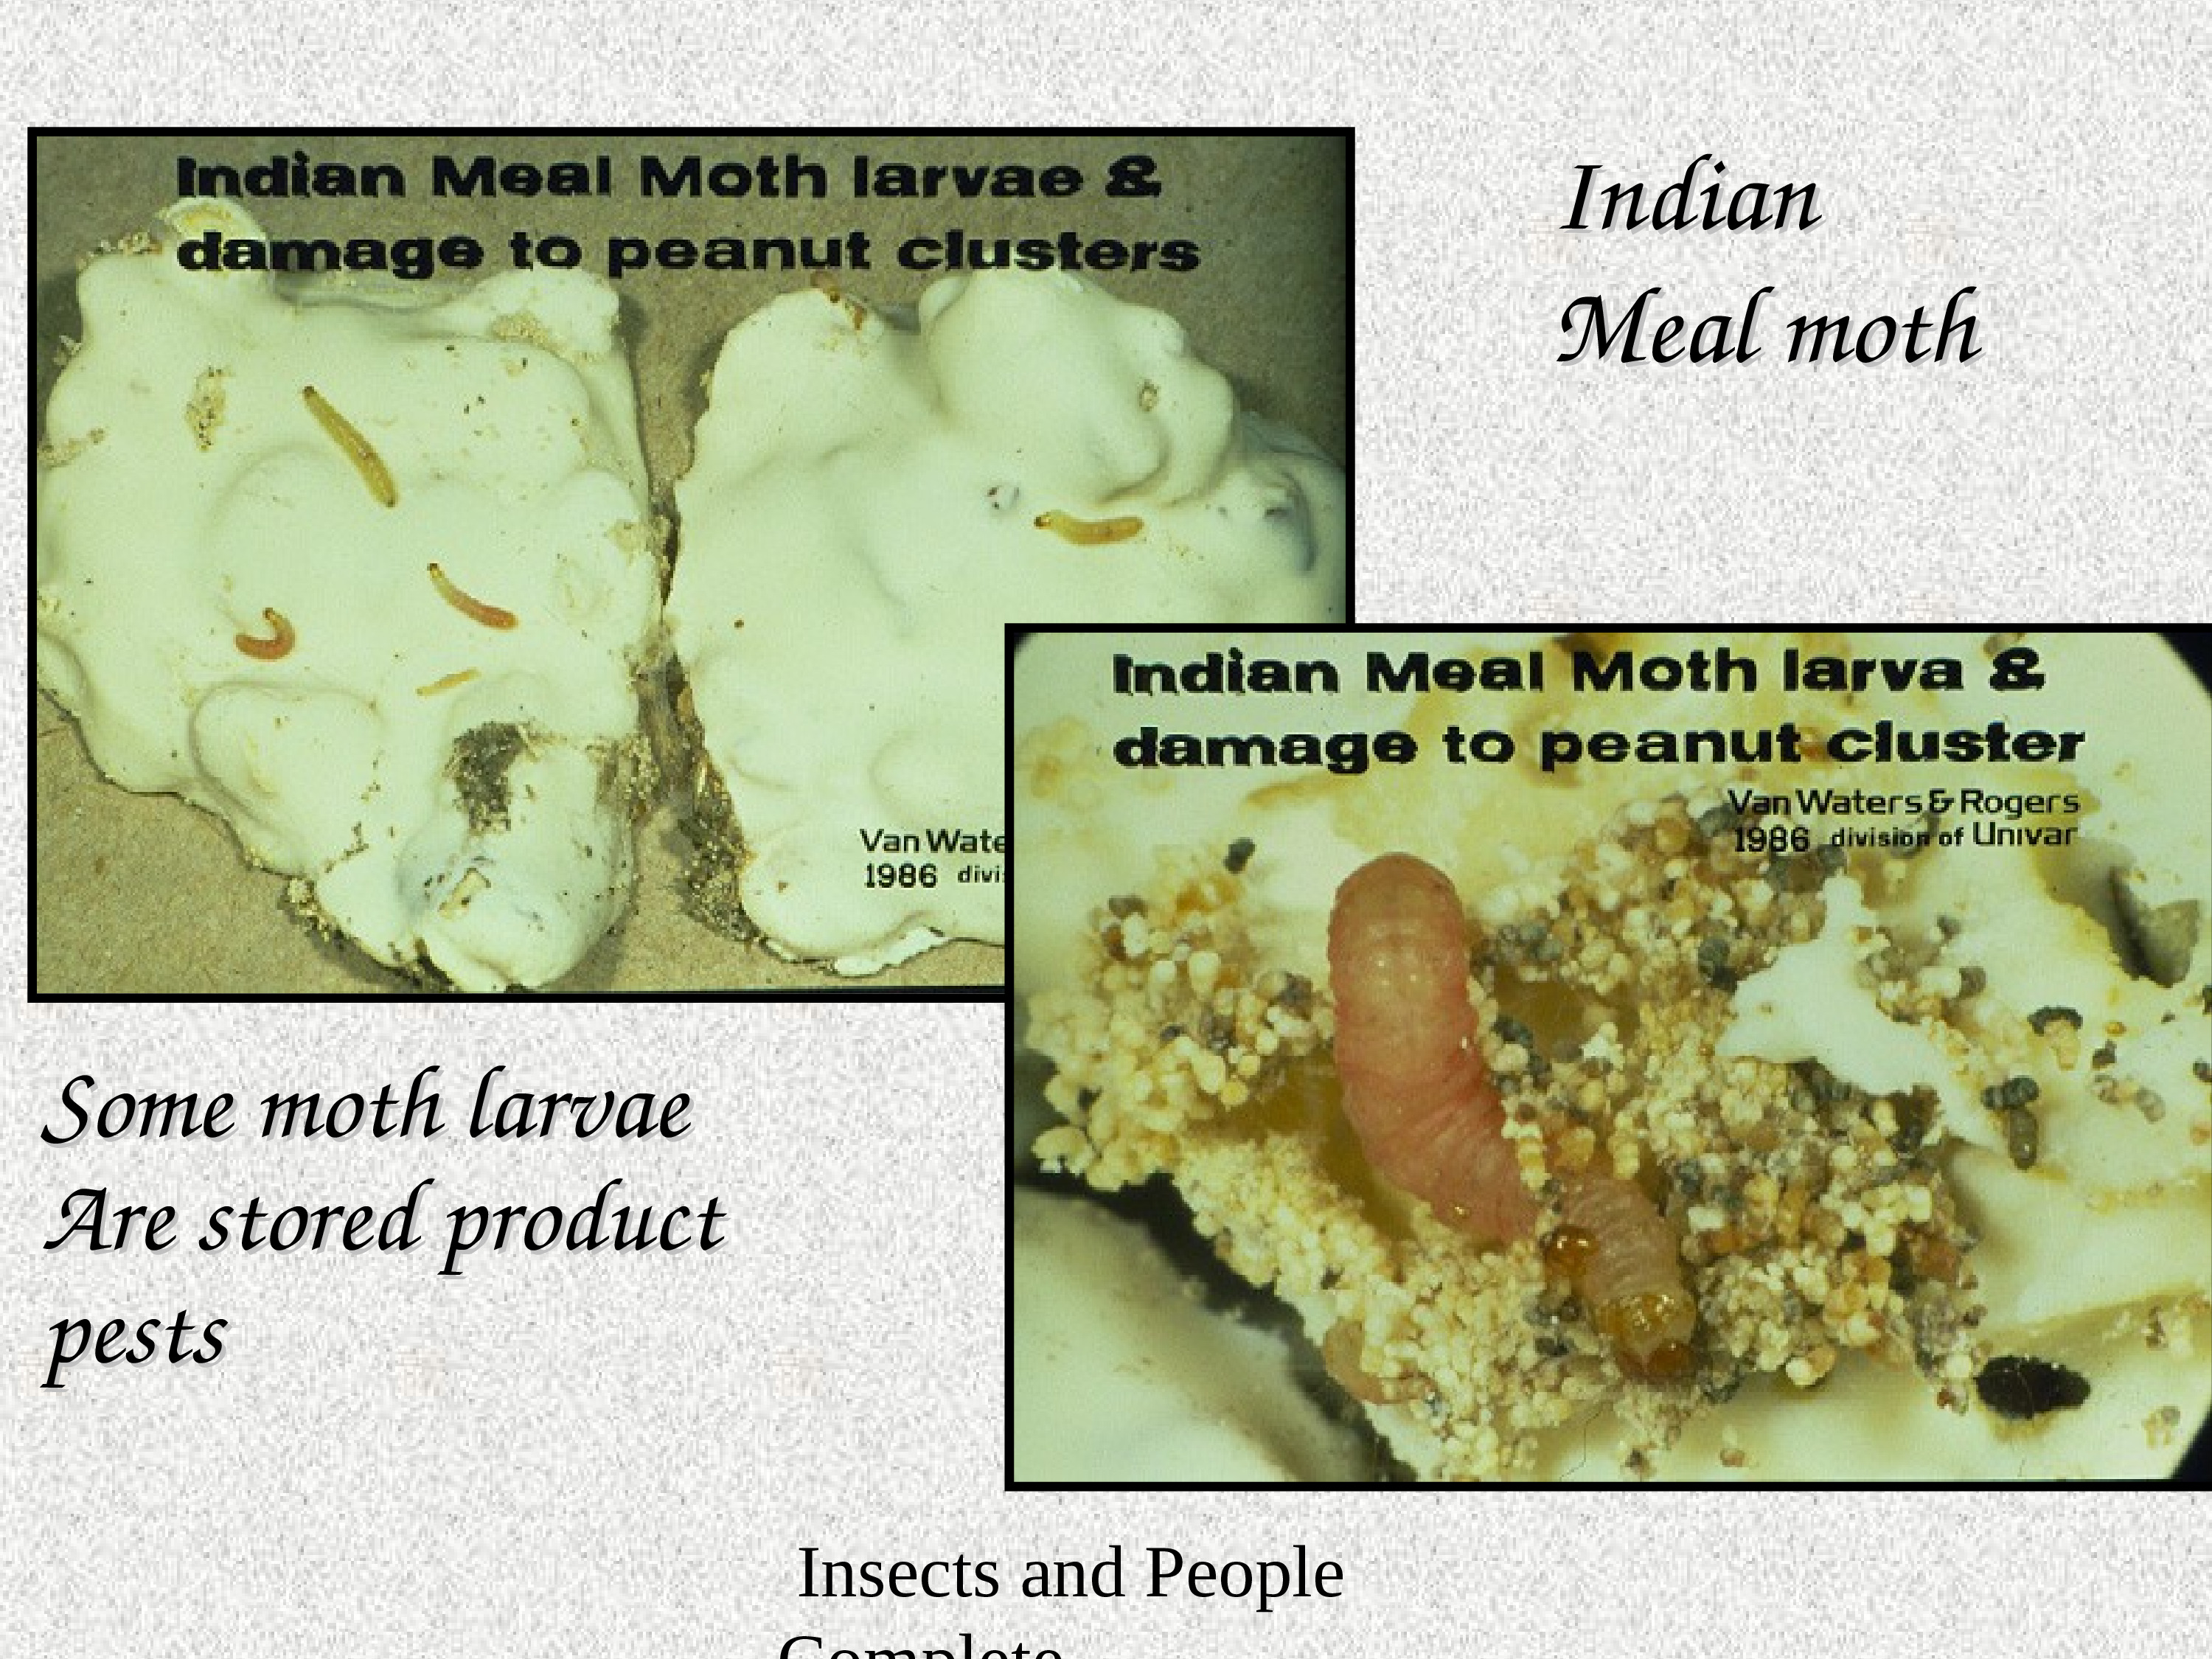 Indian Meal Moth larvae &
damage to peanut clusters
Indian
Meal moth
Van Wate
1986 divi
Indian Meal Moth larva &
damage to peanut cluster
Van Waters & Rogers
1986 division of Univar
Some moth larvae
Are stored product
pests
Insects and People
Complete